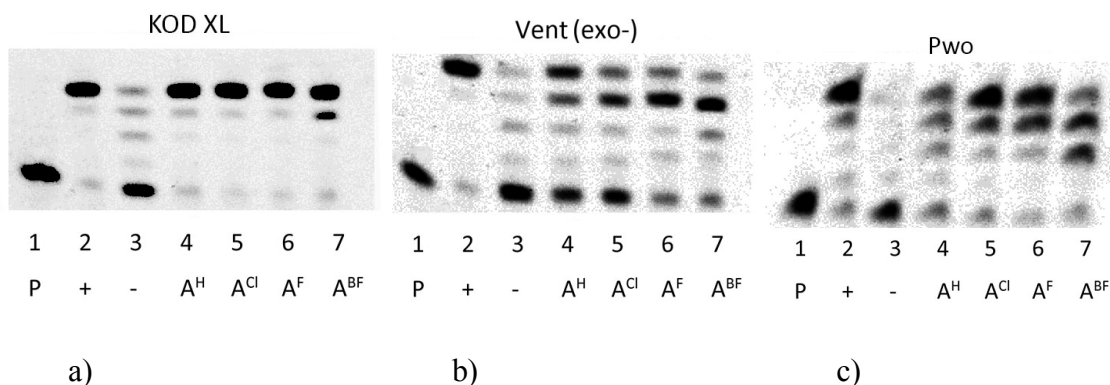 KOD XL
Vent (exo-)
Pwo
1 2 3 4 5 6 7
P + - A^H A^Cl A^F A^BF
1 2 3 4 5 6 7
P + - A^H A^Cl A^F A^BF
1 2 3 4 5 6 7
P + - A^H A^Cl A^F A^BF
a)
b)
c)